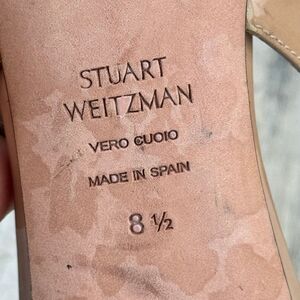 STUART
WEITZMAN
VERO CUOIO
MADE IN SPAIN
8 ½